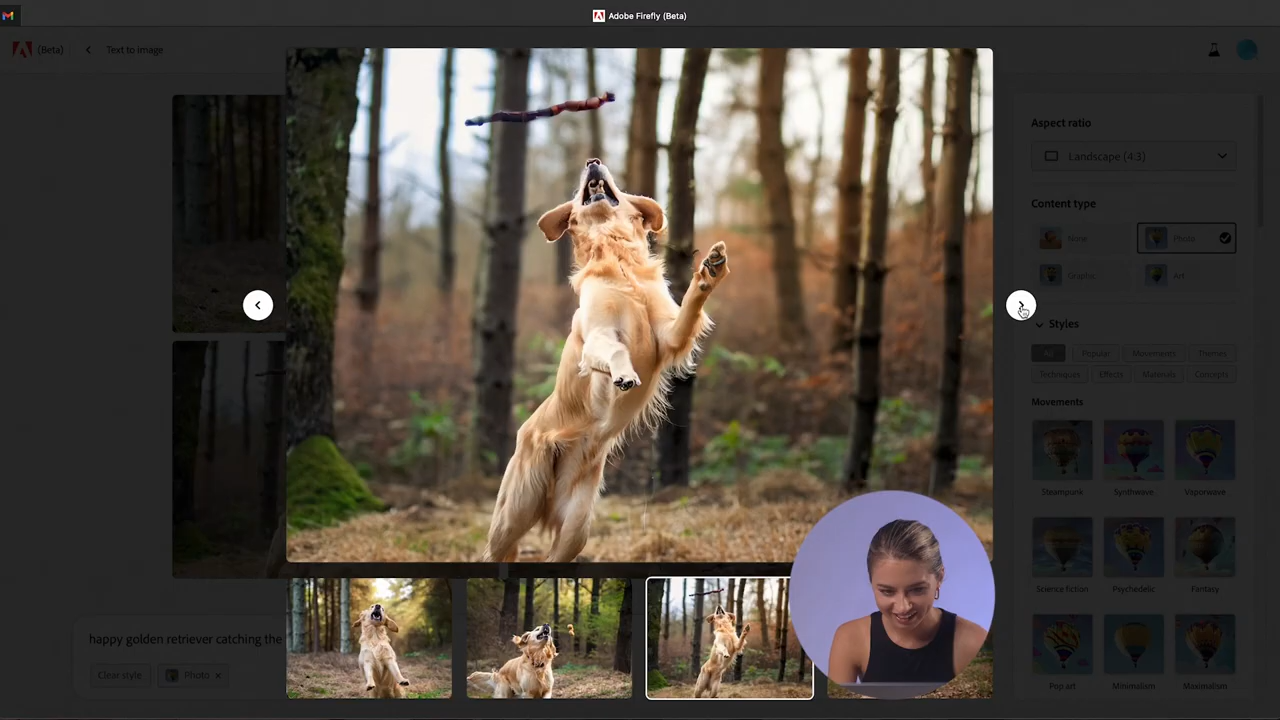 Adobe Firefly (Beta)
(Beta)
Text to image
Aspect ratio
Landscape (4:3)
Content type
None
Photo
Graphic
Art
Styles
All
Popular
Movements
Themes
Techniques
Effects
Materials
Concepts
Movements
Steampunk
Synthwave
Vaporwave
Science fiction
Psychedelic
Fantasy
Pop art
Minimalism
Maximalism
happy golden retriever catching the
Clear style
Photo